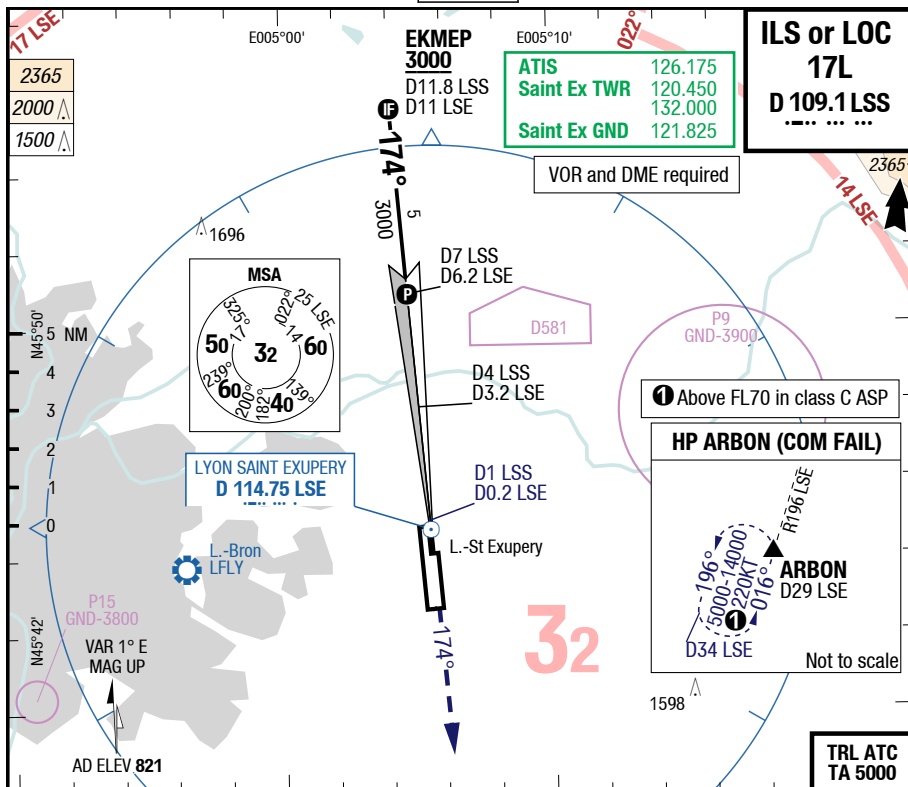 17 LSE
2365
2000
1500
E005°00'
EKMEP
3000
D11.8 LSS
D11 LSE
IF
174°
5
3000
E005°10'
022°
ATIS 126.175
Saint Ex TWR 120.450
132.000
Saint Ex GND 121.825
VOR and DME required
ILS or LOC
17L
D 109.1 LSS
2365
14 LSE
1696
MSA
25 LSE
325°
022°
17
14
50
32
60
239°
60
200°
182°
40
139°
D7 LSS
D6.2 LSE
P
D581
P9
GND-3900
N45°50'
5
NM
4
3
2
1
0
D4 LSS
D3.2 LSE
1 Above FL70 in class C ASP
HP ARBON (COM FAIL)
R196 LSE
196°
5000-14000
220KT
016°
ARBON
D29 LSE
1
D34 LSE
Not to scale
LYON SAINT EXUPERY
D 114.75 LSE
D1 LSS
D0.2 LSE
L.-St Exupery
L.-Bron
LFLY
P15
GND-3800
N45°42'
VAR 1° E
MAG UP
174°
32
1598
AD ELEV 821
TRL ATC
TA 5000